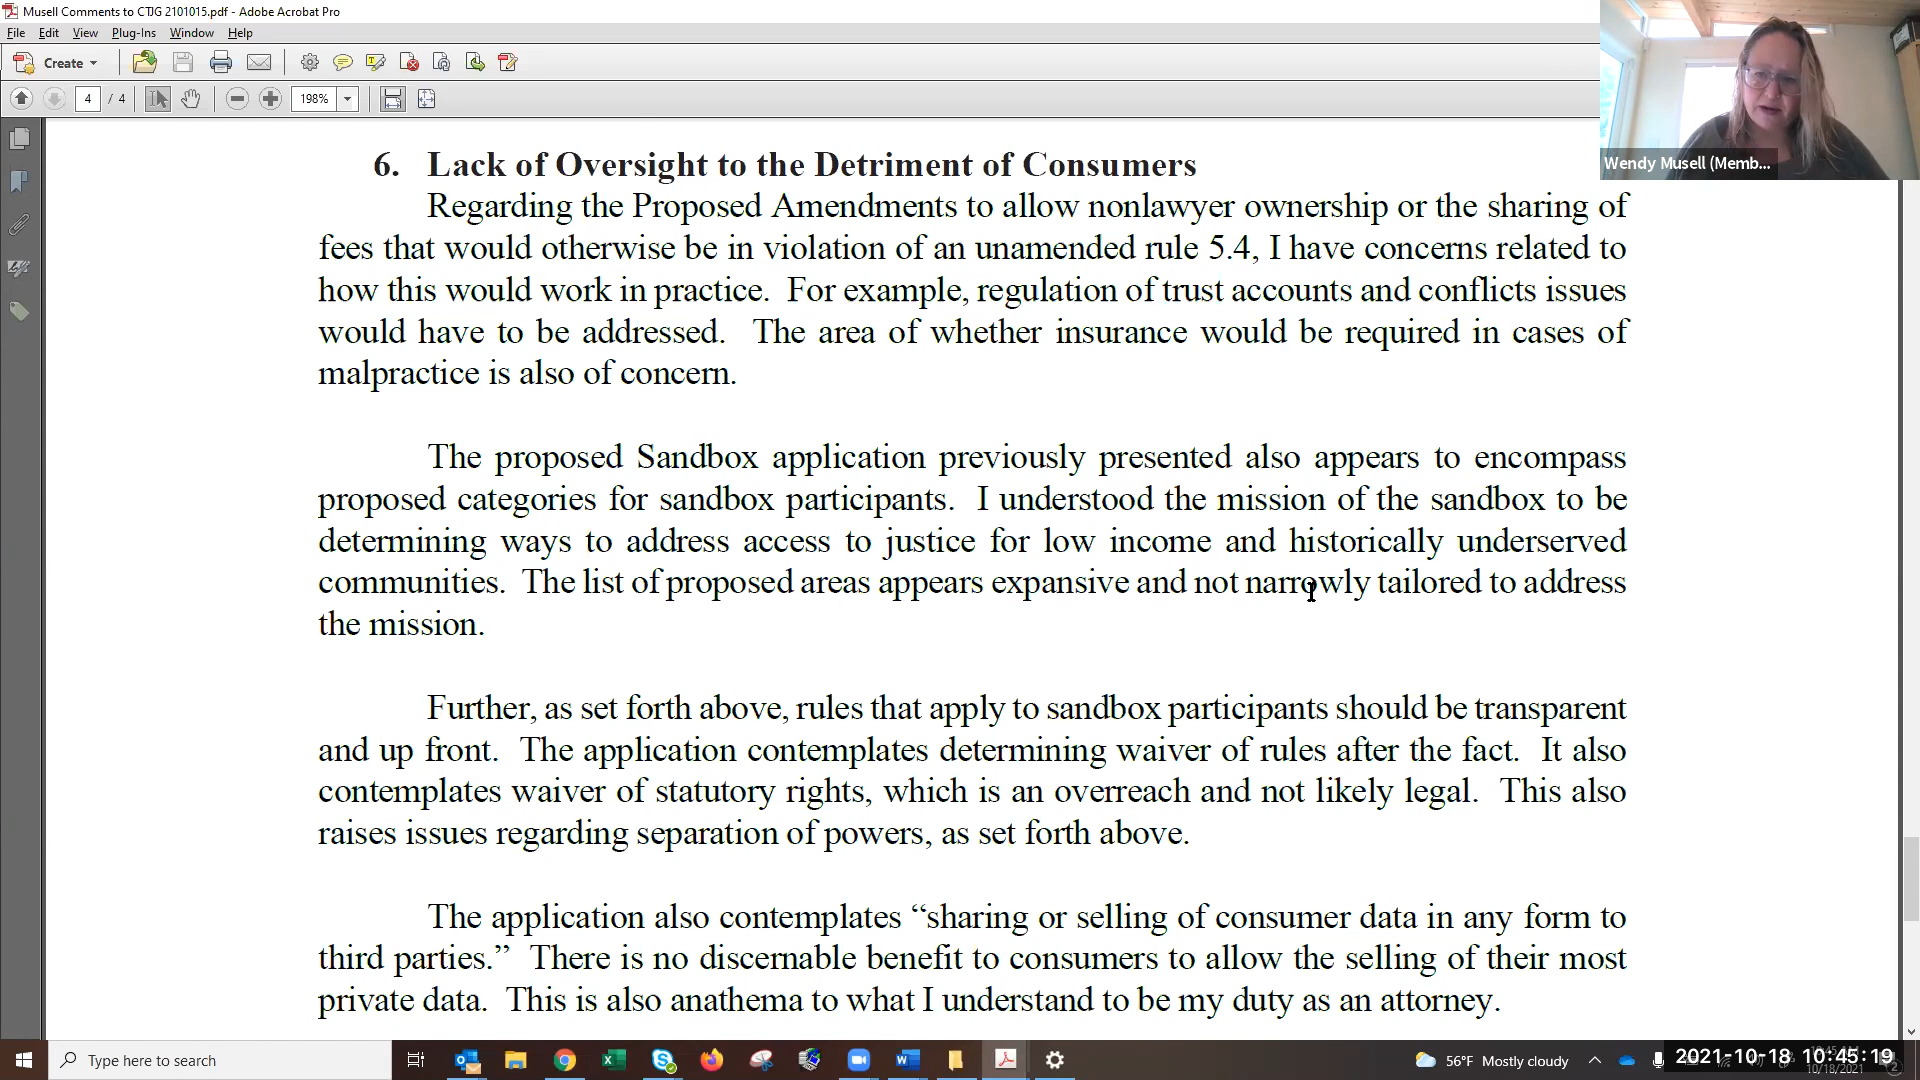 Musell Comments to CTJG 2101015.pdf - Adobe Acrobat Pro
File Edit View Plug-Ins Window Help
Create
4 / 4 198%
Wendy Musell (Memb...
6. Lack of Oversight to the Detriment of Consumers
Regarding the Proposed Amendments to allow nonlawyer ownership or the sharing of
fees that would otherwise be in violation of an unamended rule 5.4, I have concerns related to
how this would work in practice. For example, regulation of trust accounts and conflicts issues
would have to be addressed. The area of whether insurance would be required in cases of
malpractice is also of concern.
The proposed Sandbox application previously presented also appears to encompass
proposed categories for sandbox participants. I understood the mission of the sandbox to be
determining ways to address access to justice for low income and historically underserved
communities. The list of proposed areas appears expansive and not narrowly tailored to address
the mission.
Further, as set forth above, rules that apply to sandbox participants should be transparent
and up front. The application contemplates determining waiver of rules after the fact. It also
contemplates waiver of statutory rights, which is an overreach and not likely legal. This also
raises issues regarding separation of powers, as set forth above.
The application also contemplates “sharing or selling of consumer data in any form to
third parties.” There is no discernable benefit to consumers to allow the selling of their most
private data. This is also anathema to what I understand to be my duty as an attorney.
Type here to search
56°F Mostly cloudy
2021-10-18 10:45:19
10/18/2021